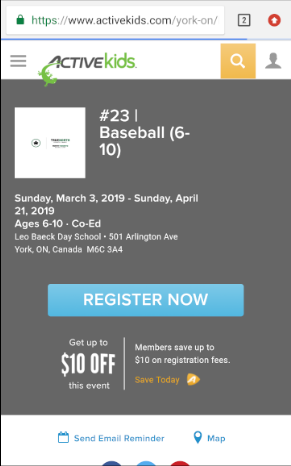 https://www.activekids.com/york-on/
2
ACTIVEkids
#23 |
Baseball (6-
10)
Sunday, March 3, 2019 - Sunday, April
21, 2019
Ages 6-10 · Co-Ed
Leo Baeck Day School • 501 Arlington Ave
York, ON, Canada M6C 3A4
REGISTER NOW
Get up to
$10 OFF
this event
Members save up to
$10 on registration fees.
Save Today
Send Email Reminder
Map